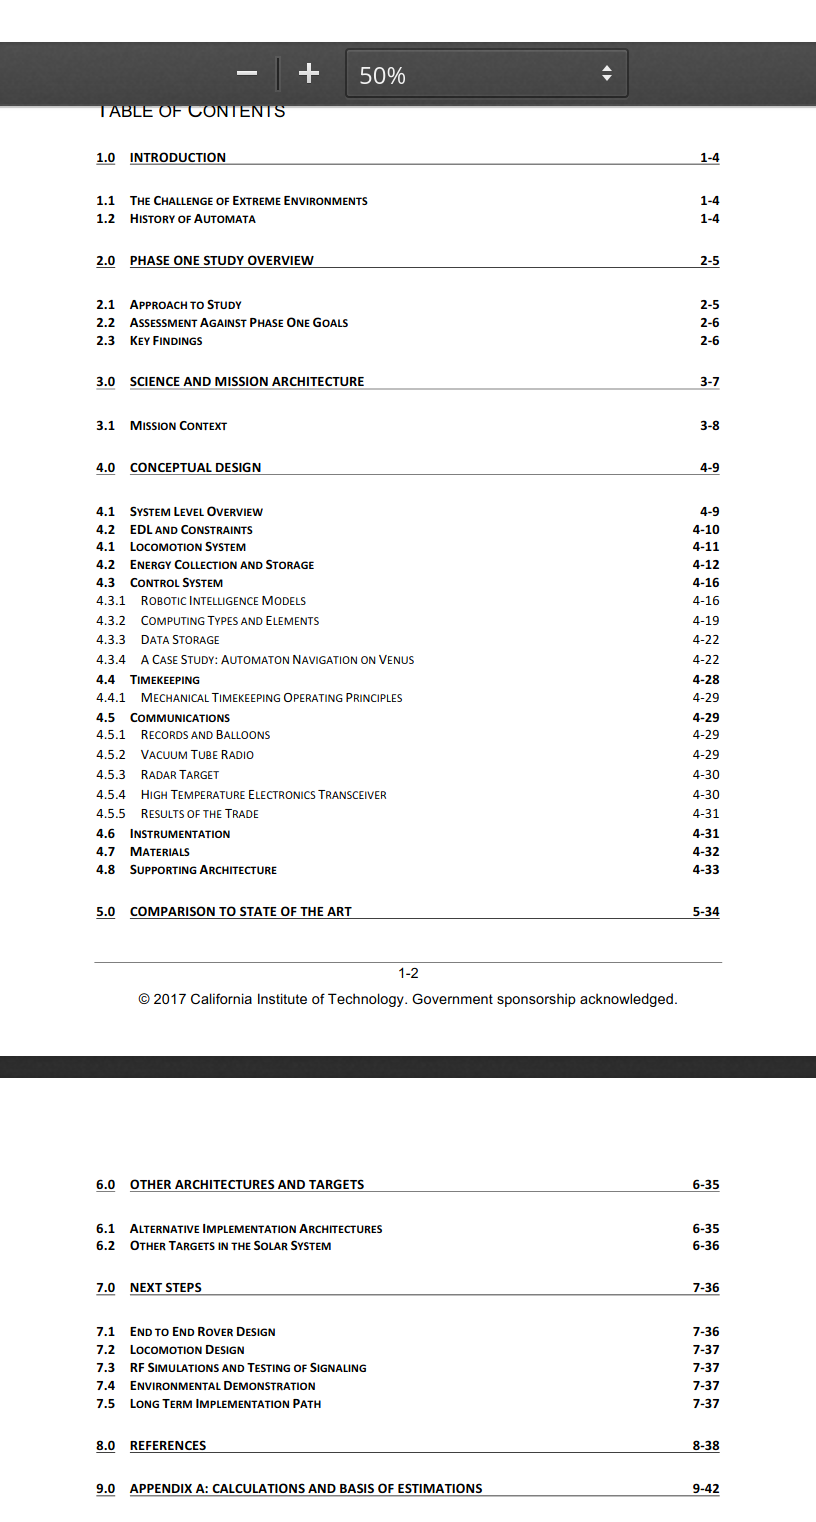 50%
TABLE OF CONTENTS
1.0 INTRODUCTION 1-4
1.1 THE CHALLENGE OF EXTREME ENVIRONMENTS 1-4
1.2 HISTORY OF AUTOMATA 1-4
2.0 PHASE ONE STUDY OVERVIEW 2-5
2.1 APPROACH TO STUDY 2-5
2.2 ASSESSMENT AGAINST PHASE ONE GOALS 2-6
2.3 KEY FINDINGS 2-6
3.0 SCIENCE AND MISSION ARCHITECTURE 3-7
3.1 MISSION CONTEXT 3-8
4.0 CONCEPTUAL DESIGN 4-9
4.1 SYSTEM LEVEL OVERVIEW 4-9
4.2 EDL AND CONSTRAINTS 4-10
4.1 LOCOMOTION SYSTEM 4-11
4.2 ENERGY COLLECTION AND STORAGE 4-12
4.3 CONTROL SYSTEM 4-16
4.3.1 ROBOTIC INTELLIGENCE MODELS 4-16
4.3.2 COMPUTING TYPES AND ELEMENTS 4-19
4.3.3 DATA STORAGE 4-22
4.3.4 A CASE STUDY: AUTOMATON NAVIGATION ON VENUS 4-22
4.4 TIMEKEEPING 4-28
4.4.1 MECHANICAL TIMEKEEPING OPERATING PRINCIPLES 4-29
4.5 COMMUNICATIONS 4-29
4.5.1 RECORDS AND BALLOONS 4-29
4.5.2 VACUUM TUBE RADIO 4-29
4.5.3 RADAR TARGET 4-30
4.5.4 HIGH TEMPERATURE ELECTRONICS TRANSCEIVER 4-30
4.5.5 RESULTS OF THE TRADE 4-31
4.6 INSTRUMENTATION 4-31
4.7 MATERIALS 4-32
4.8 SUPPORTING ARCHITECTURE 4-33
5.0 COMPARISON TO STATE OF THE ART 5-34
1-2
© 2017 California Institute of Technology. Government sponsorship acknowledged.
6.0 OTHER ARCHITECTURES AND TARGETS 6-35
6.1 ALTERNATIVE IMPLEMENTATION ARCHITECTURES 6-35
6.2 OTHER TARGETS IN THE SOLAR SYSTEM 6-36
7.0 NEXT STEPS 7-36
7.1 END TO END ROVER DESIGN 7-36
7.2 LOCOMOTION DESIGN 7-37
7.3 RF SIMULATIONS AND TESTING OF SIGNALING 7-37
7.4 ENVIRONMENTAL DEMONSTRATION 7-37
7.5 LONG TERM IMPLEMENTATION PATH 7-37
8.0 REFERENCES 8-38
9.0 APPENDIX A: CALCULATIONS AND BASIS OF ESTIMATIONS 9-42